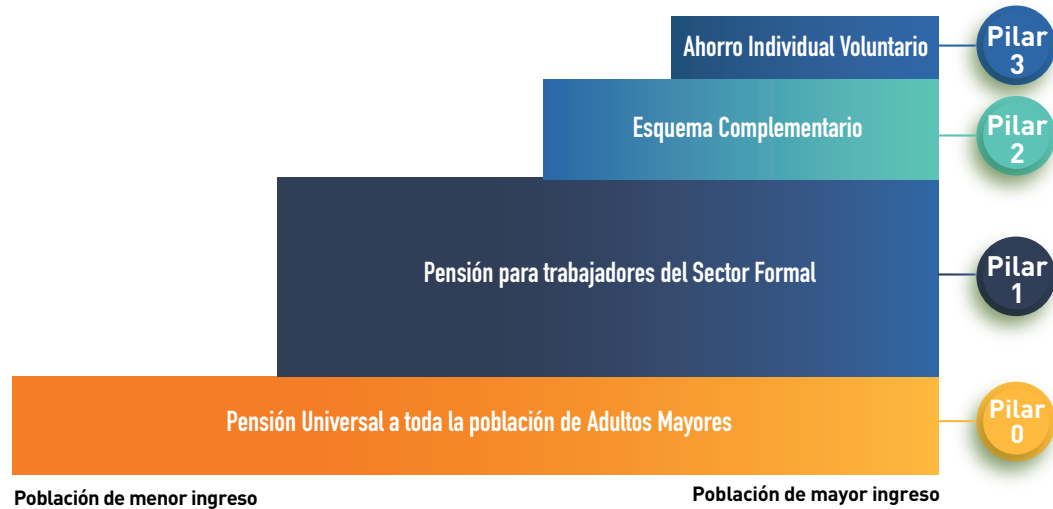 Ahorro Individual Voluntario
Pilar
3
Esquema Complementario
Pilar
2
Pensión para trabajadores del Sector Formal
Pilar
1
Pensión Universal a toda la población de Adultos Mayores
Pilar
0
Población de menor ingreso
Población de mayor ingreso